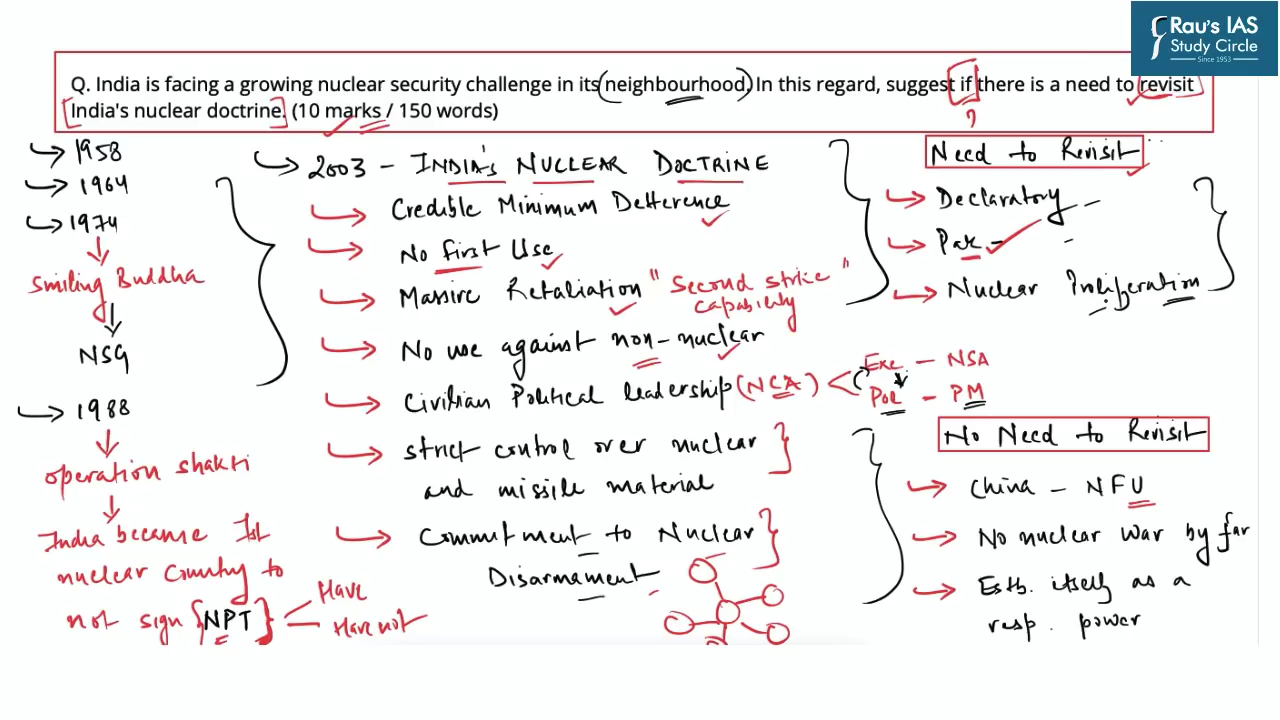 Rau's IAS
Study Circle
Since 1953
Q. India is facing a growing nuclear security challenge in its (neighbourhood). In this regard, suggest if there is a need to revisit
India's nuclear doctrine. (10 marks / 150 words)
?
1958
1964
1974
Smiling Buddha
NSG
1988
operation shakti
India became Ist
nuclear Country to
not sign {NPT}
Have
Have not
2003 - INDIA'S NUCLEAR DOCTRINE
Credible Minimum Detterence
No first Use
Massive Retaliation "Second strice"
capability
No use against non-nuclear
Civilian Political leadership (NCA)
Exe - NSA
Pol - PM
strict control over nuclear
and missile material
Commitment to Nuclear
Disarmament
Need to Revisit
Declaratory -
Pak -
Nuclear Proliferation
No Need to Revisit
China - NFU
No nuclear war by far
Estb. itself as a
resp. power